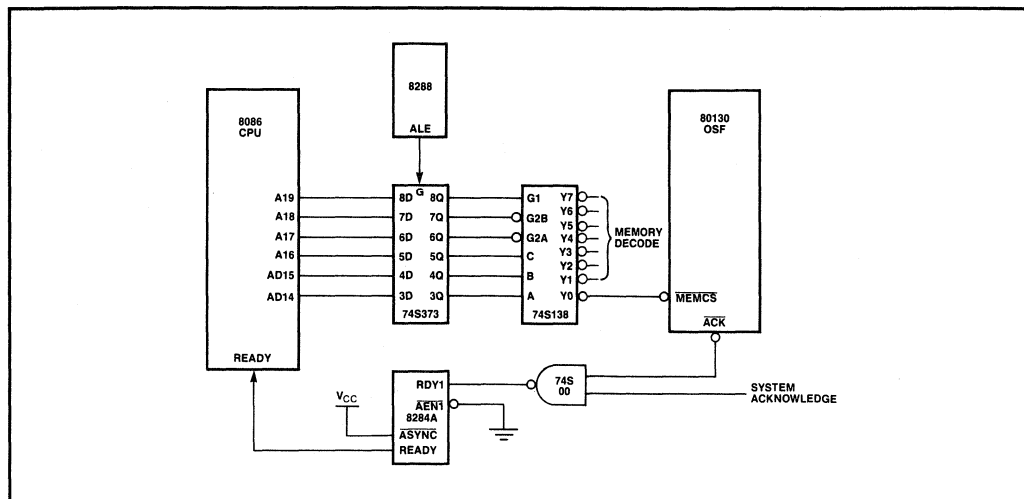 8288
ALE
8086
CPU
A19
A18
A17
A16
AD15
AD14
READY
G
8D 8Q
7D 7Q
6D 6Q
5D 5Q
4D 4Q
3D 3Q
74S373
G1 Y7
G2B Y6
Y5
G2A Y4
C Y3
Y2
B Y1
A Y0
74S138
MEMORY
DECODE
80130
OSF
MEMCS
ACK
74S
00
SYSTEM
ACKNOWLEDGE
RDY1
AEN1
8284A
ASYNC
READY
VCC